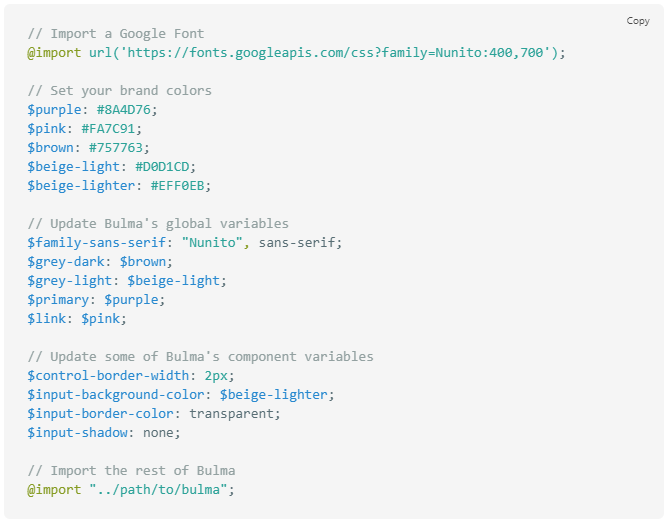 Copy
// Import a Google Font
@import url('https://fonts.googleapis.com/css?family=Nunito:400,700');
// Set your brand colors
$purple: #8A4D76;
$pink: #FA7C91;
$brown: #757763;
$beige-light: #D0D1CD;
$beige-lighter: #EFF0EB;
// Update Bulma's global variables
$family-sans-serif: "Nunito", sans-serif;
$grey-dark: $brown;
$grey-light: $beige-light;
$primary: $purple;
$link: $pink;
// Update some of Bulma's component variables
$control-border-width: 2px;
$input-background-color: $beige-lighter;
$input-border-color: transparent;
$input-shadow: none;
// Import the rest of Bulma
@import "../path/to/bulma";